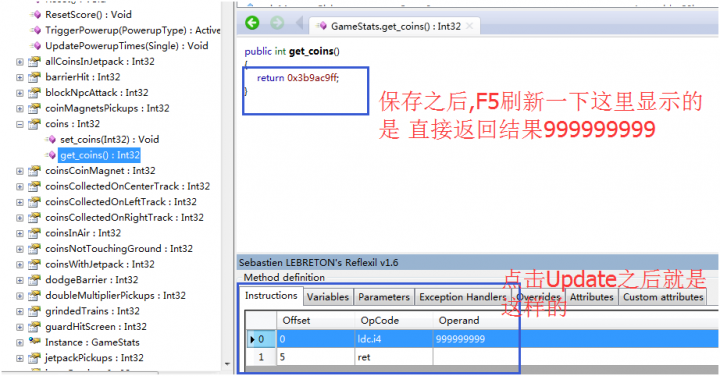 ResetScore() : Void
TriggerPowerup(PowerupType) : Active
UpdatePowerupTimes(Single) : Void
allCoinsInJetpack : Int32
barrierHit : Int32
blockNpcAttack : Int32
coinMagnetsPickups : Int32
coins : Int32
set_coins(Int32) : Void
get_coins() : Int32
coinsCoinMagnet : Int32
coinsCollectedOnCenterTrack : Int32
coinsCollectedOnLeftTrack : Int32
coinsCollectedOnRightTrack : Int32
coinsInAir : Int32
coinsNotTouchingGround : Int32
coinsWithJetpack : Int32
dodgeBarrier : Int32
doubleMultiplierPickups : Int32
grindedTrains : Int32
guardHitScreen : Int32
Instance : GameStats
jetpackPickups : Int32
GameStats.get_coins() : Int32
public int get_coins()
{
return 0x3b9ac9ff;
}
保存之后,F5刷新一下这里显示的
是 直接返回结果999999999
Sebastien LEBRETON's Reflexil v1.6
Method definition
点击Update之后就是
这样的
Instructions Variables Parameters Exception Handlers Overrides Attributes Custom attributes
Offset OpCode Operand
0 0 ldc.i4 999999999
1 5 ret